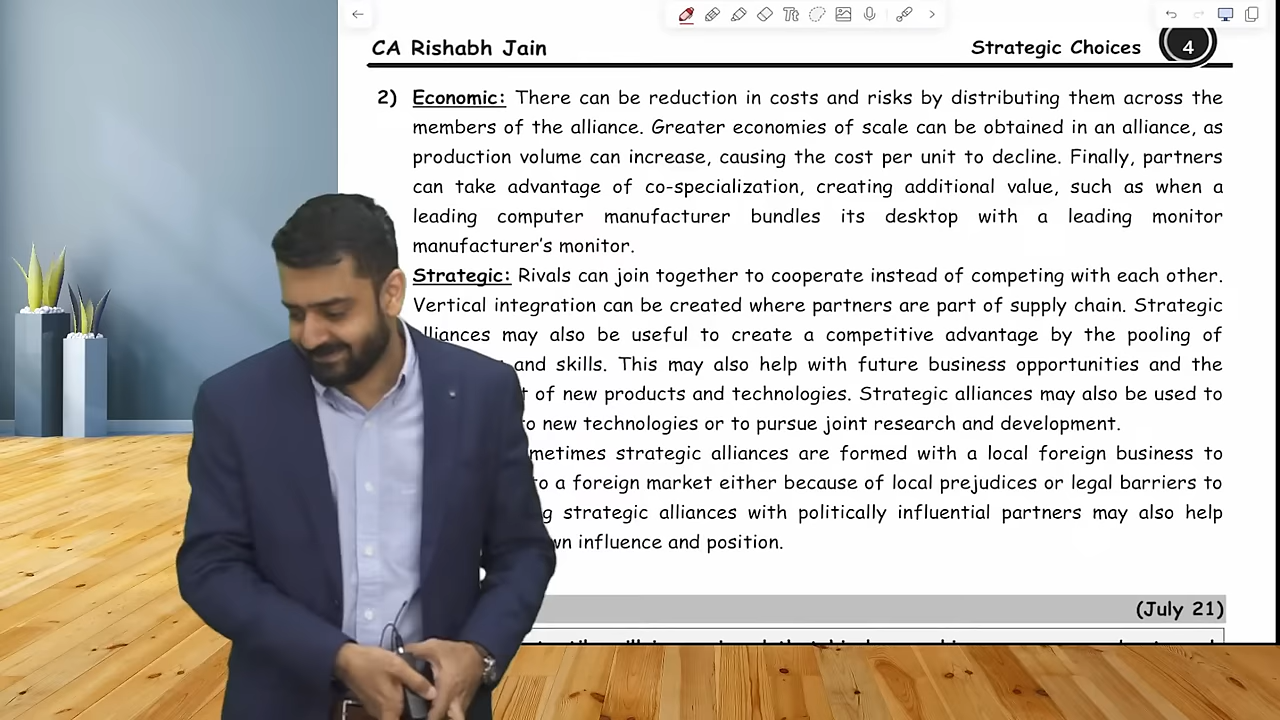 CA Rishabh Jain
Strategic Choices 4
2) Economic: There can be reduction in costs and risks by distributing them across the
members of the alliance. Greater economies of scale can be obtained in an alliance, as
production volume can increase, causing the cost per unit to decline. Finally, partners
can take advantage of co-specialization, creating additional value, such as when a
leading computer manufacturer bundles its desktop with a leading monitor
manufacturer's monitor.
Strategic: Rivals can join together to cooperate instead of competing with each other.
Vertical integration can be created where partners are part of supply chain. Strategic
alliances may also be useful to create a competitive advantage by the pooling of
and skills. This may also help with future business opportunities and the
of new products and technologies. Strategic alliances may also be used to
new technologies or to pursue joint research and development.
strategic alliances are formed with a local foreign business to
a foreign market either because of local prejudices or legal barriers to
strategic alliances with politically influential partners may also help
influence and position.
(July 21)